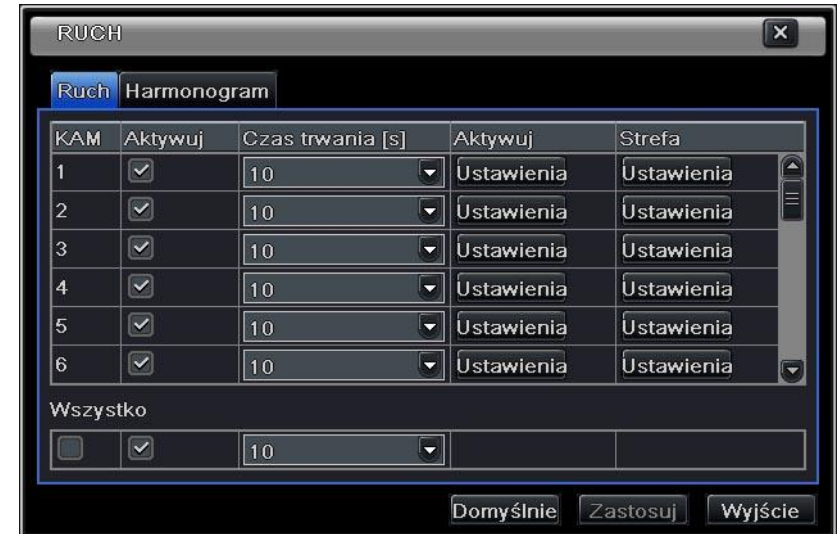 RUCH
Ruch Harmonogram
KAM Aktywuj Czas trwania [s] Aktywuj Strefa
1 10 Ustawienia Ustawienia
2 10 Ustawienia Ustawienia
3 10 Ustawienia Ustawienia
4 10 Ustawienia Ustawienia
5 10 Ustawienia Ustawienia
6 10 Ustawienia Ustawienia
Wszystko
10
Domyślnie Zastosuj Wyjście